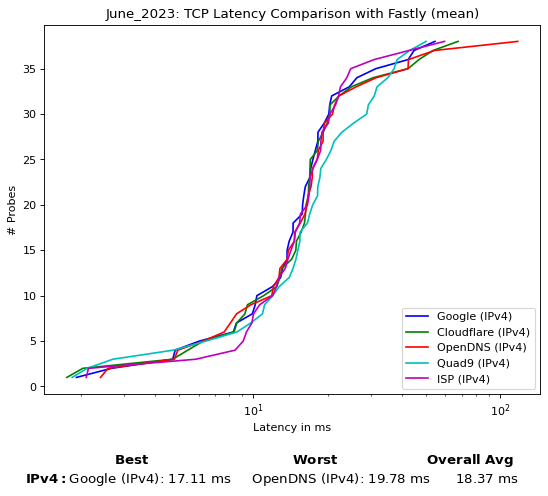 June_2023: TCP Latency Comparison with Fastly (mean)
# Probes
35
30
25
20
15
10
5
0
Google (IPv4)
Cloudflare (IPv4)
OpenDNS (IPv4)
Quad9 (IPv4)
ISP (IPv4)
10¹ 10²
Latency in ms
Best Worst Overall Avg
IPv4: Google (IPv4): 17.11 ms OpenDNS (IPv4): 19.78 ms 18.37 ms